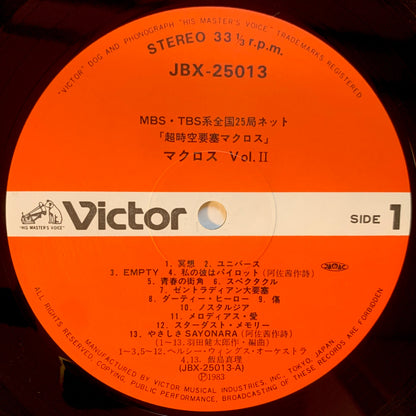 "VICTOR" DOG AND PHONOGRAPH "HIS MASTER'S VOICE" TRADEMARKS REGISTERED
STEREO 33 1/3 r.p.m.
JBX-25013
MBS・TBS系全国25局ネット
「超時空要塞マクロス」
マクロス Vol.II
"HIS MASTER'S VOICE"
Victor
SIDE 1
JASRAC
1. 冥想 2. ユニバース
3. EMPTY 4. 私の彼はパイロット(阿佐茜作詩)
5. 青春の街角 6. スペクタクル
7. ゼントラディアン大要塞
8. ダーティー・ヒーロー 9. 傷
10. ノスタルジア
11. メロディアス・愛
12. スターダスト・メモリー
13. やさしさSAYONARA(阿佐茜作詩)
(1―13.羽田健太郎作・編曲)
1―3,5―12.ヘルシー・ウィングス・オーケストラ
4,13. 飯島真理
(JBX-25013-A)
Ⓟ1983
ALL RIGHTS RESERVED. COPYING, PUBLIC PERFORMANCE AND BROADCASTING OF THESE RECORDS ARE FORBIDDEN
MANUFACTURED BY VICTOR MUSICAL INDUSTRIES, INC., TOKYO, JAPAN